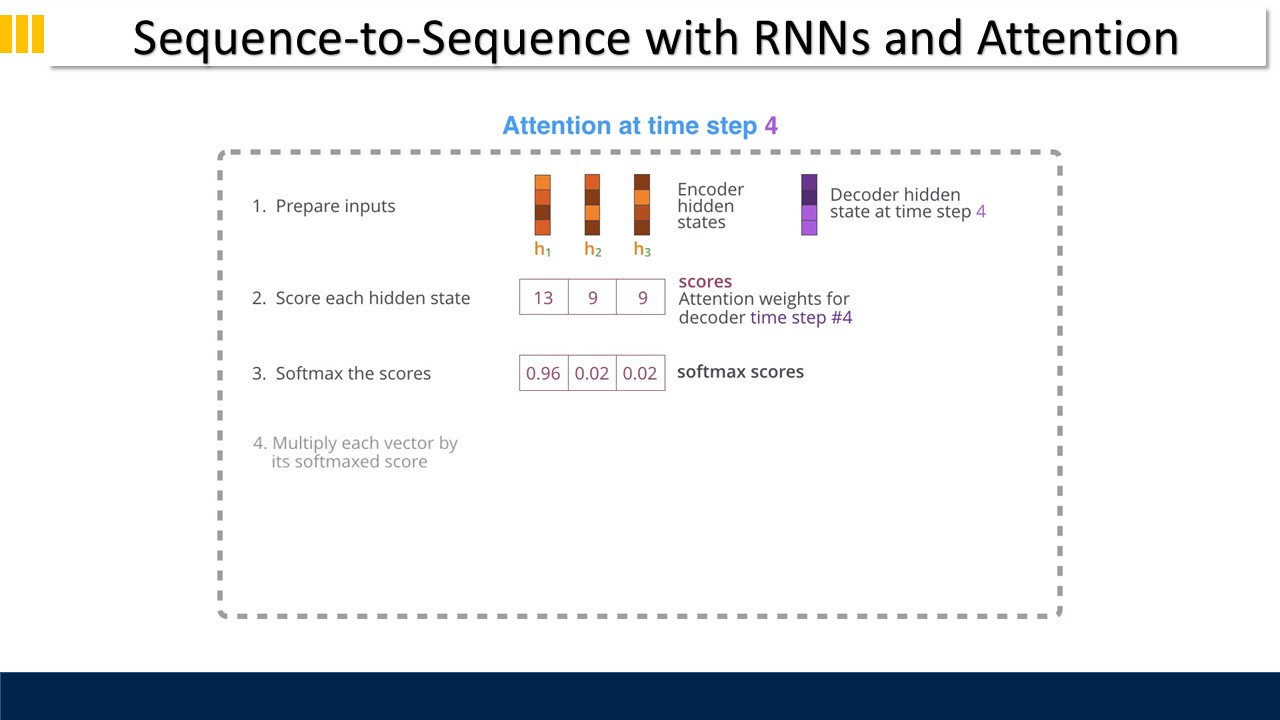 Sequence-to-Sequence with RNNs and Attention
Attention at time step 4
1. Prepare inputs
h1 h2 h3
Encoder
hidden
states
Decoder hidden
state at time step 4
2. Score each hidden state
13 9 9
scores
Attention weights for
decoder time step #4
3. Softmax the scores
0.96 0.02 0.02
softmax scores
4. Multiply each vector by
its softmaxed score